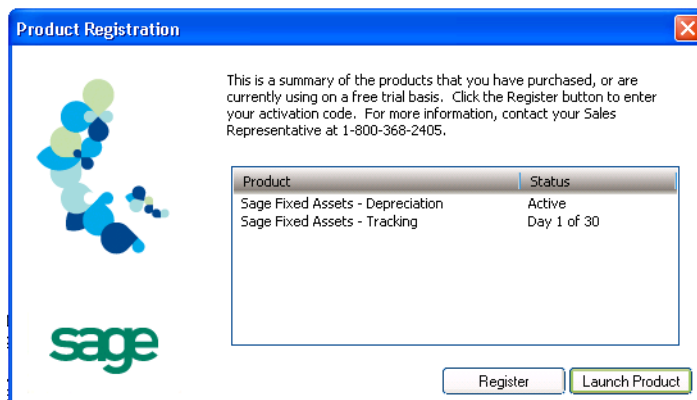 Product Registration
This is a summary of the products that you have purchased, or are
currently using on a free trial basis. Click the Register button to enter
your activation code. For more information, contact your Sales
Representative at 1-800-368-2405.
Product Status
Sage Fixed Assets - Depreciation Active
Sage Fixed Assets - Tracking Day 1 of 30
sage
Register Launch Product